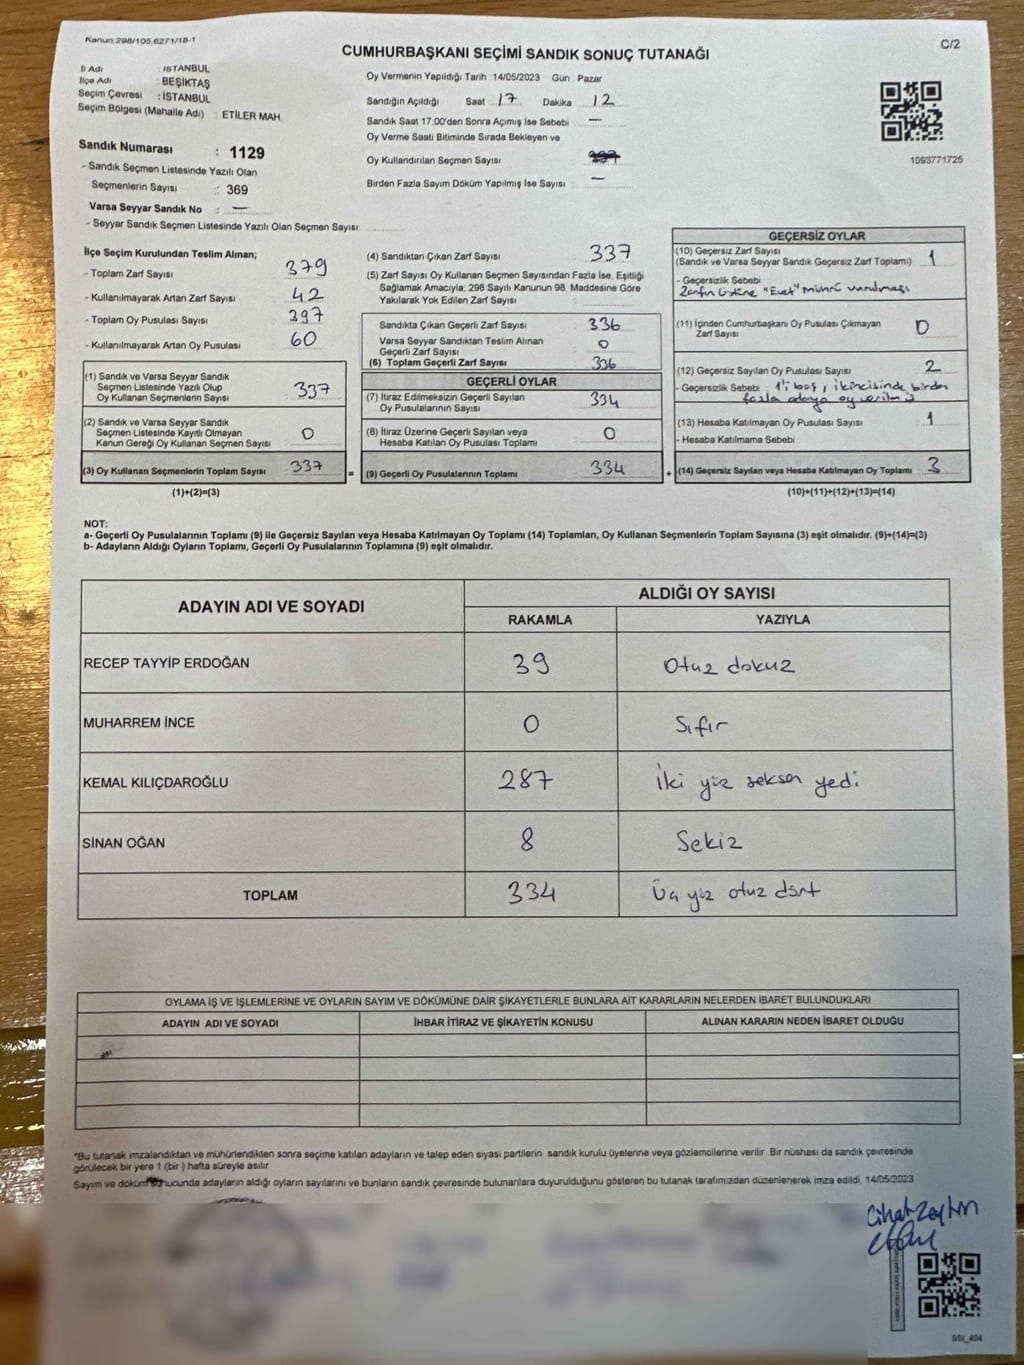 Kanun:298/105,6271/18-1
C/2
CUMHURBAŞKANI SEÇİMİ SANDIK SONUÇ TUTANAĞI
İl Adı : İSTANBUL
İlçe Adı : BEŞİKTAŞ
Seçim Çevresi : İSTANBUL
Seçim Bölgesi (Mahalle Adı) : ETİLER MAH
Sandık Numarası : 1129
- Sandık Seçmen Listesinde Yazılı Olan
Seçmenlerin Sayısı : 369
Varsa Seyyar Sandık No : —
- Seyyar Sandık Seçmen Listesinde Yazılı Olan Seçmen Sayısı:
Oy Vermenin Yapıldığı Tarih 14/05/2023 Gün Pazar
Sandığın Açıldığı Saat 17 Dakika 12
Sandık Saat 17:00'den Sonra Açmış İse Sebebi —
Oy Verme Saati Bitiminde Sırada Bekleyen ve
Oy Kullandırılan Seçmen Sayısı
Birden Fazla Sayım Döküm Yapılmış İse Sayısı —
1093771725
İlçe Seçim Kurulundan Teslim Alınan;
- Toplam Zarf Sayısı 379
- Kullanılmayarak Artan Zarf Sayısı 42
- Toplam Oy Pusulası Sayısı 397
- Kullanılmayarak Artan Oy Pusulası 60
(1) Sandık ve Varsa Seyyar Sandık
Seçmen Listesinde Yazılı Olup
Oy Kullanan Seçmenlerin Sayısı 337
(2) Sandık ve Varsa Seyyar Sandık
Seçmen Listesinde Kayıtlı Olmayan
Kanun Gereği Oy Kullanan Seçmen Sayısı 0
(3) Oy Kullanan Seçmenlerin Toplam Sayısı 337 =
(1)+(2)=(3)
(4) Sandıktan Çıkan Zarf Sayısı 337
(5) Zarf Sayısı Oy Kullanan Seçmen Sayısından Fazla İse, Eşitliği
Sağlamak Amacıyla; 298 Sayılı Kanunun 98. Maddesine Göre
Yakılarak Yok Edilen Zarf Sayısı
Sandıkta Çıkan Geçerli Zarf Sayısı 336
Varsa Seyyar Sandıktan Teslim Alınan
Geçerli Zarf Sayısı 0
(6) Toplam Geçerli Zarf Sayısı 336
GEÇERLİ OYLAR
(7) İtiraz Edilmeksizin Geçerli Sayılan
Oy Pusulalarının Sayısı 334
(8) İtiraz Üzerine Geçerli Sayılan veya
Hesaba Katılan Oy Pusulası Toplamı 0
(9) Geçerli Oy Pusulalarının Toplamı 334 +
GEÇERSİZ OYLAR
(10) Geçersiz Zarf Sayısı
(Sandık ve Varsa Seyyar Sandık Geçersiz Zarf Toplamı) 1
- Geçersizlik Sebebi
Zarfın üstüne "Evet" mührü vurulması
(11) İçinden Cumhurbaşkanı Oy Pusulası Çıkmayan
Zarf Sayısı 0
(12) Geçersiz Sayılan Oy Pusulası Sayısı 2
- Geçersizlik Sebebi 1'i boş, ikincisinde birden
fazla adaya oy verilmiş
(13) Hesaba Katılmayan Oy Pusulası Sayısı 1
- Hesaba Katılmama Sebebi
(14) Geçersiz Sayılan veya Hesaba Katılmayan Oy Toplamı 3
(10)+(11)+(12)+(13)=(14)
NOT:
a- Geçerli Oy Pusulalarının Toplamı (9) ile Geçersiz Sayılan veya Hesaba Katılmayan Oy Toplamı (14) Toplamları, Oy Kullanan Seçmenlerin Toplam Sayısına (3) eşit olmalıdır. (9)+(14)=(3)
b- Adayların Aldığı Oyların Toplamı, Geçerli Oy Pusulalarının Toplamına (9) eşit olmalıdır.
ADAYIN ADI VE SOYADI
ALDIĞI OY SAYISI
RAKAMLA YAZIYLA
RECEP TAYYİP ERDOĞAN 39 Otuz dokuz
MUHARREM İNCE 0 Sıfır
KEMAL KILIÇDAROĞLU 287 İki yüz seksen yedi
SİNAN OĞAN 8 Sekiz
TOPLAM 334 Üç yüz otuz dört
OYLAMA İŞ VE İŞLEMLERİNE VE OYLARIN SAYIM VE DÖKÜMÜNE DAİR ŞİKAYETLERLE BUNLARA AİT KARARLARIN NELERDEN İBARET BULUNDUKLARI
ADAYIN ADI VE SOYADI İHBAR İTİRAZ VE ŞİKAYETİN KONUSU ALINAN KARARIN NEDEN İBARET OLDUĞU
*Bu tutanak imzalandıktan ve mühürlendikten sonra seçime katılan adayların ve talep eden siyasi partilerin sandık kurulu üyelerine veya gözlemcilerine verilir .Bir nüshası da sandık çevresinde
görülecek bir yere 1 (bir ) hafta süreyle asılır
Sayım ve döküm sonucunda adayların aldığı oyların sayılarını ve bunların sandık çevresinde bulunanlara duyurulduğunu gösteren bu tutanak tarafımızdan düzenlenerek imza edildi. 14/05/2023
Cihat Zeytin
SSI_404